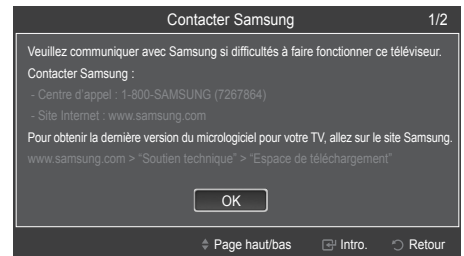 Contacter Samsung 1/2
Veuillez communiquer avec Samsung si difficultés à faire fonctionner ce téléviseur.
Contacter Samsung :
- Centre d'appel : 1-800-SAMSUNG (7267864)
- Site Internet : www.samsung.com
Pour obtenir la dernière version du micrologiciel pour votre TV, allez sur le site Samsung.
www.samsung.com > "Soutien technique" > "Espace de téléchargement"
OK
Page haut/bas Intro. Retour